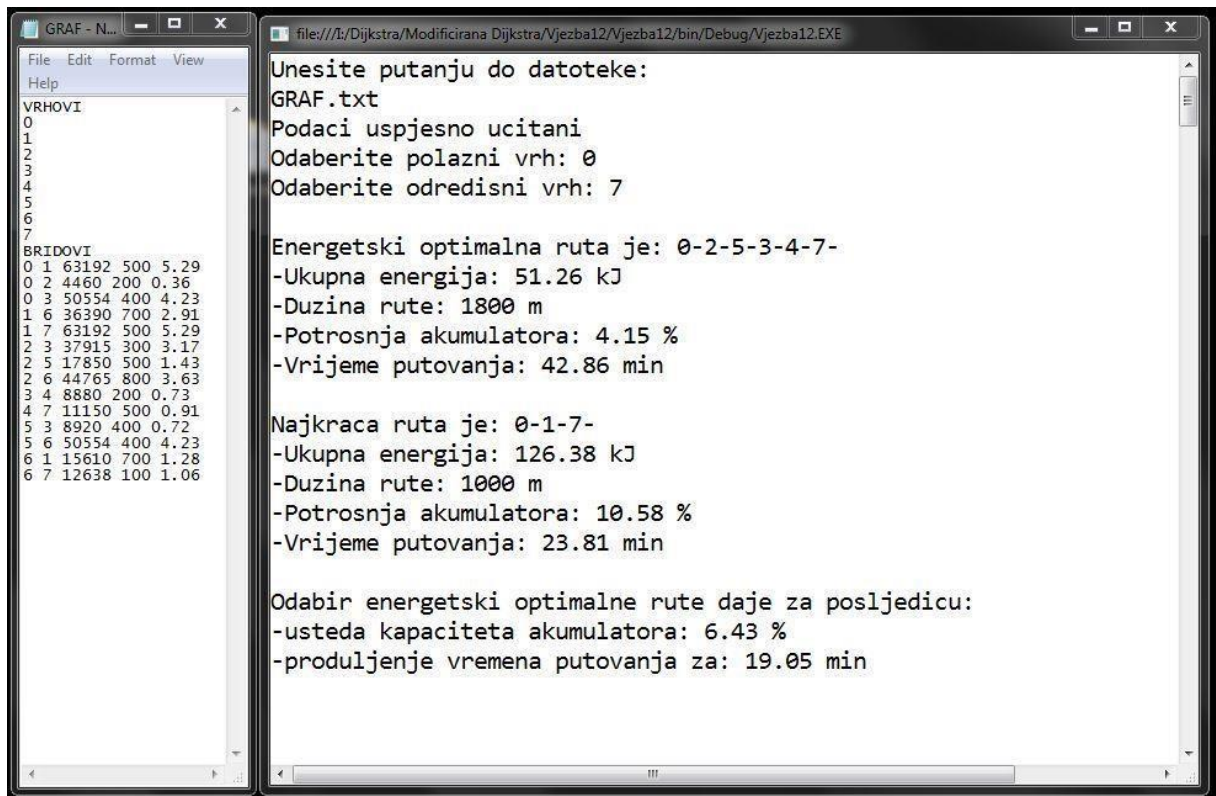 GRAF - N...
File Edit Format View
Help
VRHOVI
0
1
2
3
4
5
6
7
BRIDOVI
0 1 63192 500 5.29
0 2 4460 200 0.36
0 3 50554 400 4.23
1 6 36390 700 2.91
1 7 63192 500 5.29
2 3 37915 300 3.17
2 5 17850 500 1.43
2 6 44765 800 3.63
3 4 8880 200 0.73
4 7 11150 500 0.91
5 3 8920 400 0.72
5 6 50554 400 4.23
6 1 15610 700 1.28
6 7 12638 100 1.06
file:///I:/Dijkstra/Modificirana Dijkstra/Vjezba12/Vjezba12/bin/Debug/Vjezba12.EXE
Unesite putanju do datoteke:
GRAF.txt
Podaci uspjesno ucitani
Odaberite polazni vrh: 0
Odaberite odredisni vrh: 7
Energetski optimalna ruta je: 0-2-5-3-4-7-
-Ukupna energija: 51.26 kJ
-Duzina rute: 1800 m
-Potrosnja akumulatora: 4.15 %
-Vrijeme putovanja: 42.86 min
Najkraca ruta je: 0-1-7-
-Ukupna energija: 126.38 kJ
-Duzina rute: 1000 m
-Potrosnja akumulatora: 10.58 %
-Vrijeme putovanja: 23.81 min
Odabir energetski optimalne rute daje za posljedicu:
-usteda kapaciteta akumulatora: 6.43 %
-produljenje vremena putovanja za: 19.05 min